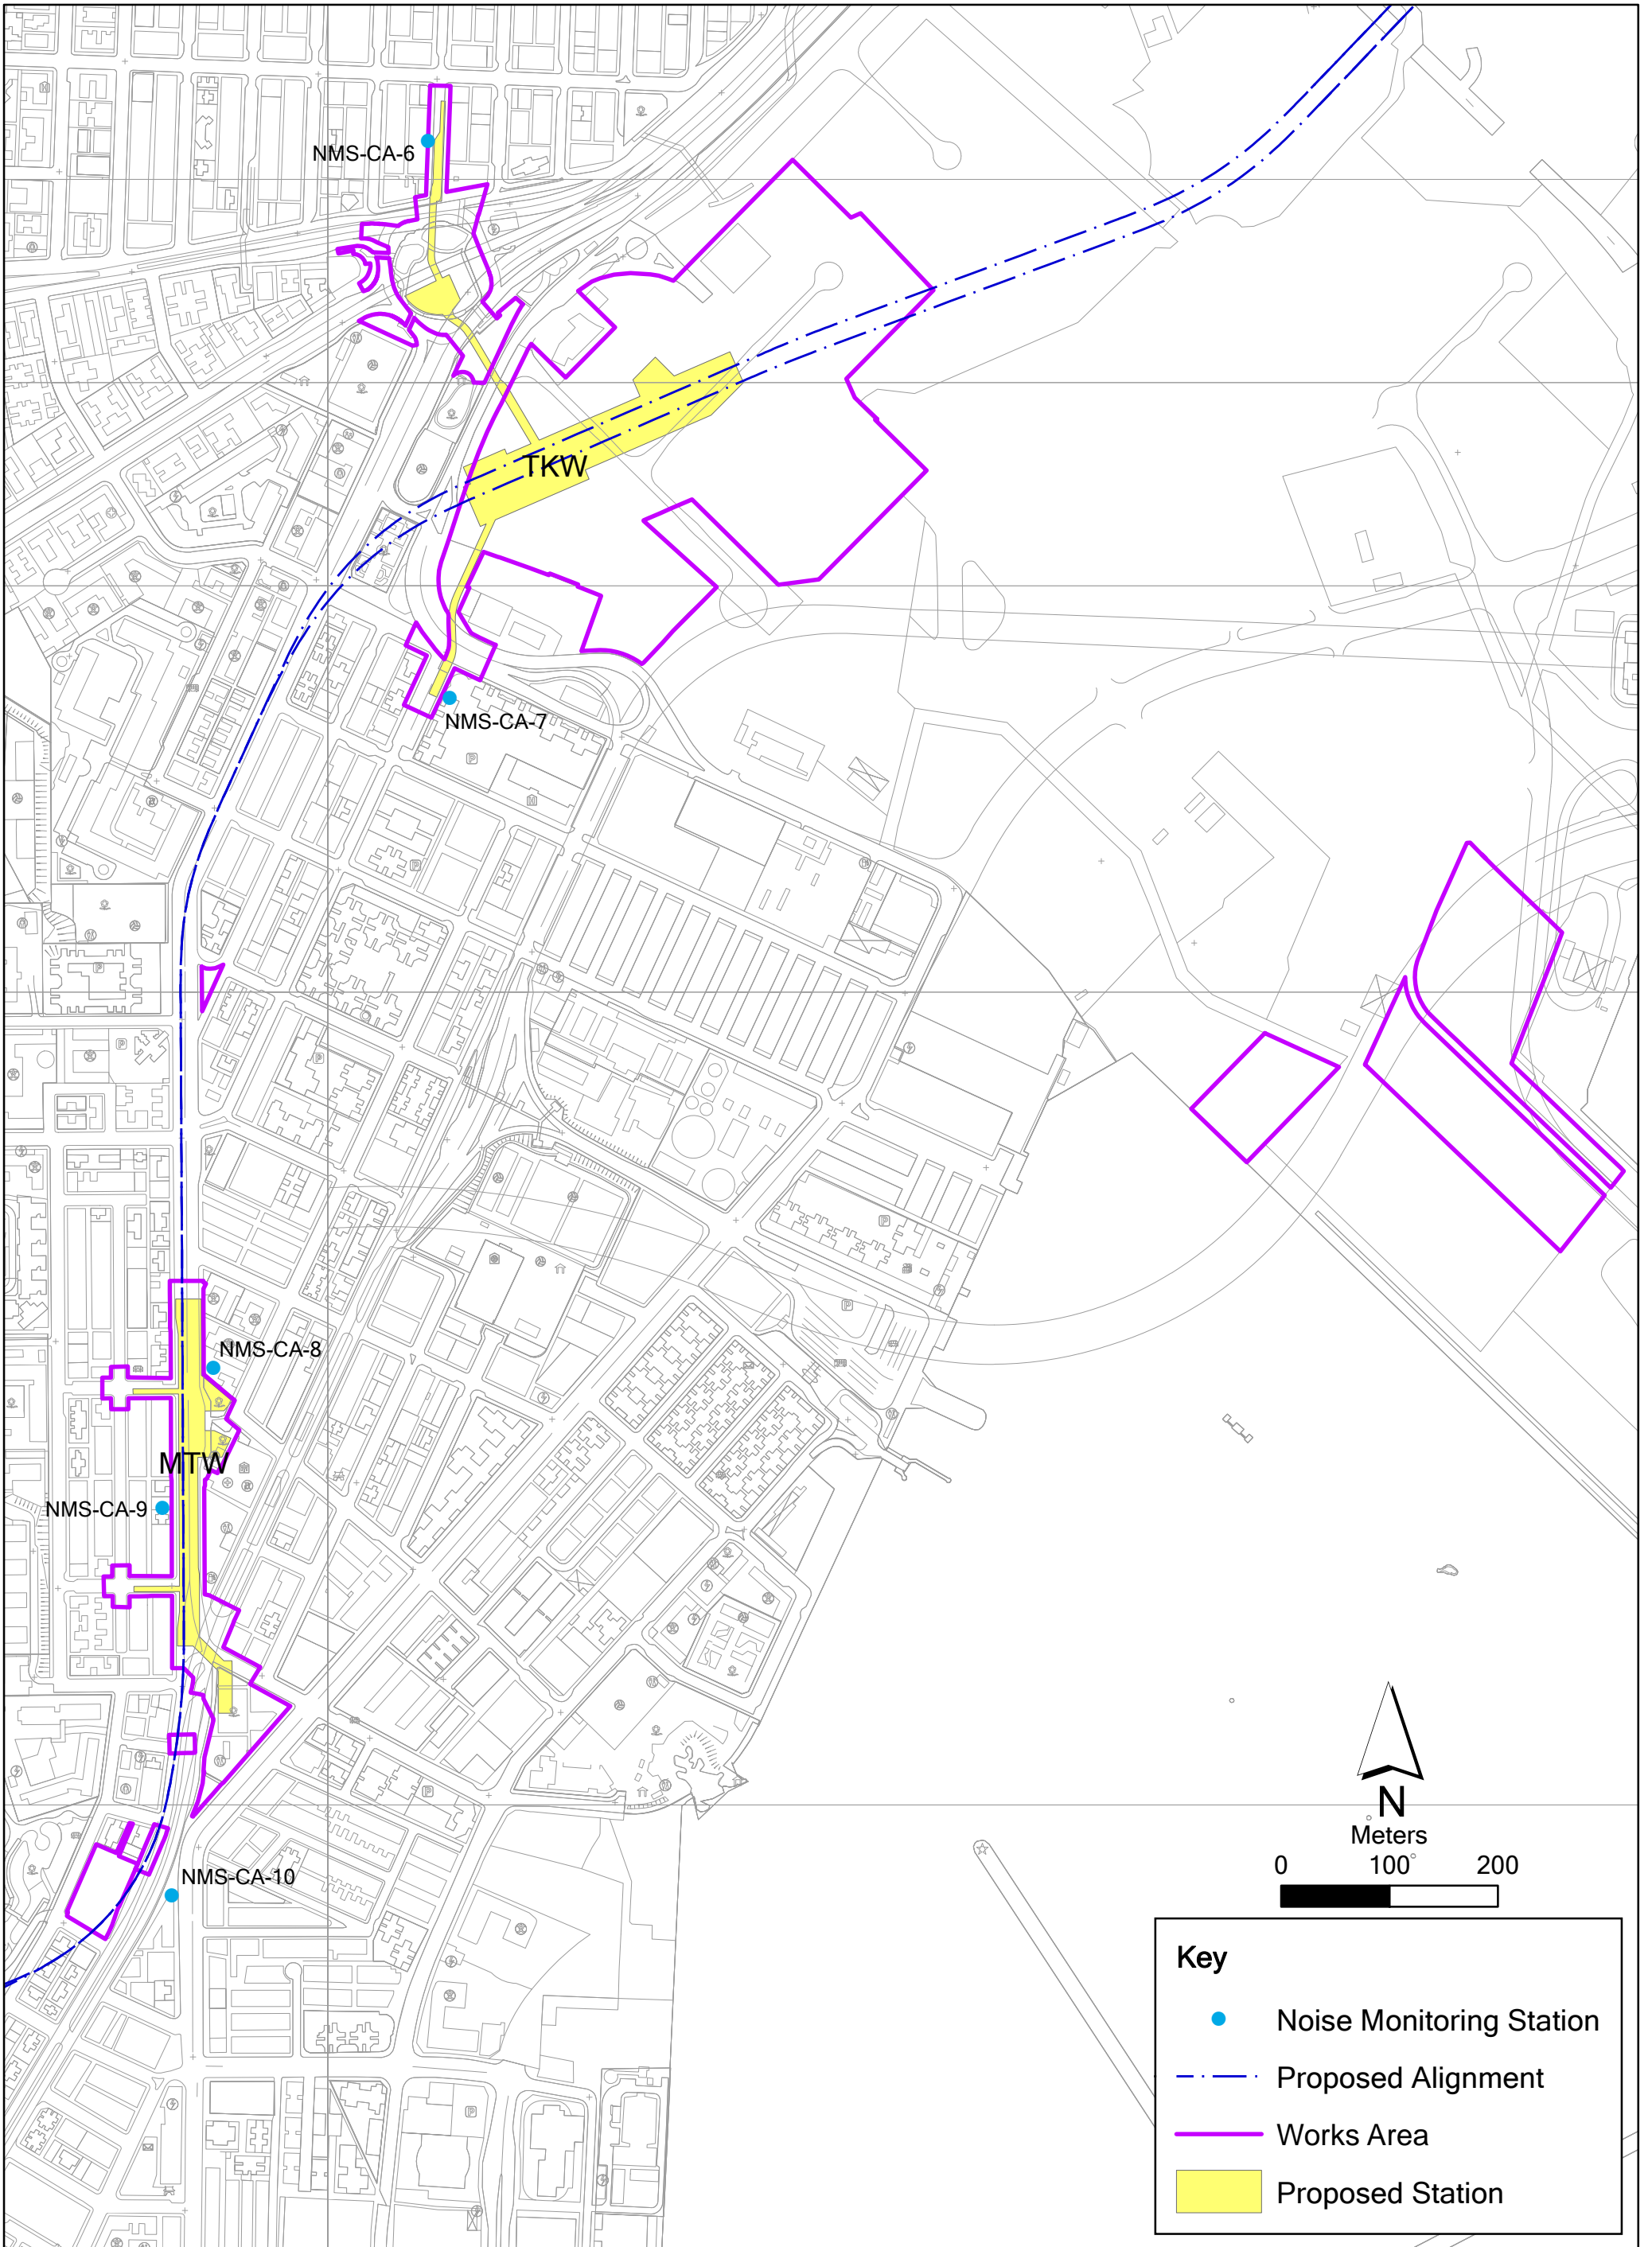 NMS-CA-6
TKW
NMS-CA-7
NMS-CA-8
MTW
NMS-CA-9
NMS-CA-10
N
Meters
0 100 200
Key
Noise Monitoring Station
Proposed Alignment
Works Area
Proposed Station